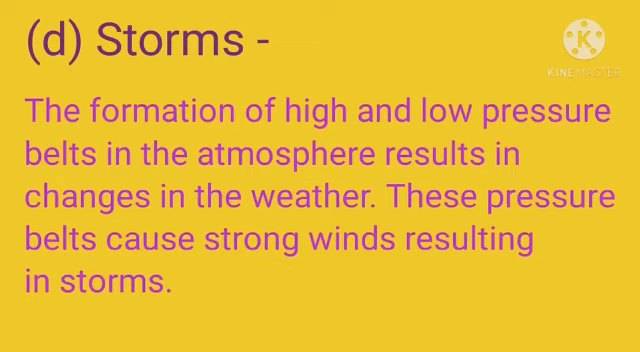 (d) Storms -
KINEMASTER
The formation of high and low pressure
belts in the atmosphere results in
changes in the weather. These pressure
belts cause strong winds resulting
in storms.